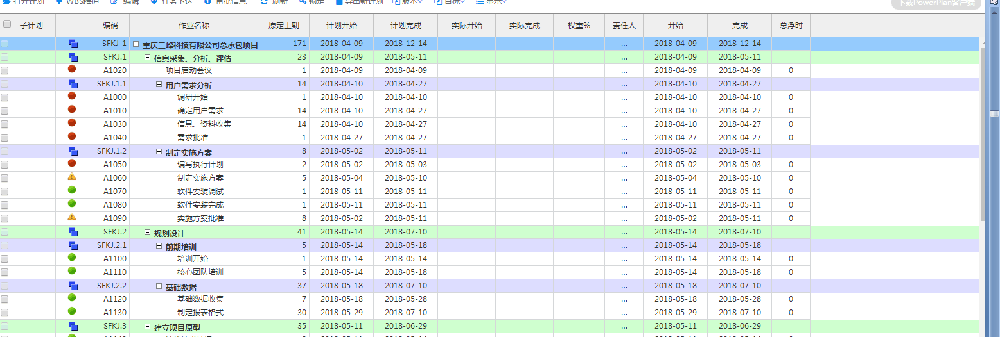 打开计划 WBS维护 编辑 任务下达 审批信息 刷新 锁定 导出新计划 版本 目标 显示 下载PowerPlan客户端
子计划 编码 作业名称 原定工期 计划开始 计划完成 实际开始 实际完成 权重% 责任人 开始 完成 总浮时
SFKJ-1 重庆三峰科技有限公司总承包项目 171 2018-04-09 2018-12-14 ... 2018-04-09 2018-12-14
SFKJ.1 信息采集、分析、评估 23 2018-04-09 2018-05-11 ... 2018-04-09 2018-05-11
A1020 项目启动会议 1 2018-04-09 2018-04-09 ... 2018-04-09 2018-04-09 0
SFKJ.1.1 用户需求分析 14 2018-04-10 2018-04-27 ... 2018-04-10 2018-04-27
A1000 调研开始 1 2018-04-10 2018-04-10 ... 2018-04-10 2018-04-10 0
A1010 确定用户需求 14 2018-04-10 2018-04-27 ... 2018-04-10 2018-04-27 0
A1030 信息、资料收集 14 2018-04-10 2018-04-27 ... 2018-04-10 2018-04-27 0
A1040 需求批准 1 2018-04-27 2018-04-27 ... 2018-04-27 2018-04-27 0
SFKJ.1.2 制定实施方案 8 2018-05-02 2018-05-11 ... 2018-05-02 2018-05-11
A1050 编写执行计划 2 2018-05-02 2018-05-03 ... 2018-05-02 2018-05-03 0
A1060 制定实施方案 5 2018-05-04 2018-05-10 ... 2018-05-04 2018-05-10 0
A1070 软件安装调试 1 2018-05-11 2018-05-11 ... 2018-05-11 2018-05-11 0
A1080 软件安装完成 1 2018-05-11 2018-05-11 ... 2018-05-11 2018-05-11 0
A1090 实施方案批准 8 2018-05-02 2018-05-11 ... 2018-05-02 2018-05-11 0
SFKJ.2 规划设计 41 2018-05-14 2018-07-10 ... 2018-05-14 2018-07-10
SFKJ.2.1 前期培训 5 2018-05-14 2018-05-18 ... 2018-05-14 2018-05-18
A1100 培训开始 1 2018-05-14 2018-05-14 ... 2018-05-14 2018-05-14 0
A1110 核心团队培训 5 2018-05-14 2018-05-18 ... 2018-05-14 2018-05-18 0
SFKJ.2.2 基础数据 37 2018-05-18 2018-07-10 ... 2018-05-18 2018-07-10
A1120 基础数据收集 7 2018-05-18 2018-05-28 ... 2018-05-18 2018-05-28 0
A1130 制定报表格式 30 2018-05-29 2018-07-10 ... 2018-05-29 2018-07-10 0
SFKJ.3 建立项目原型 35 2018-05-11 2018-06-29 ... 2018-05-11 2018-06-29